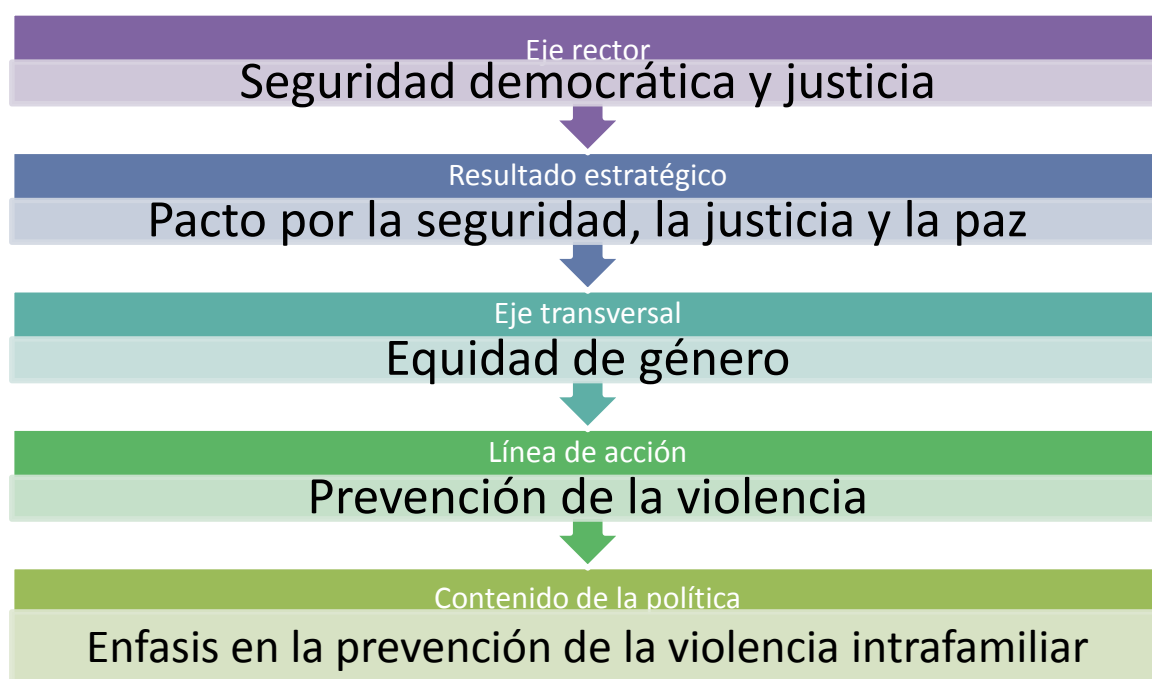 Eje rector
Seguridad democrática y justicia
Resultado estratégico
Pacto por la seguridad, la justicia y la paz
Eje transversal
Equidad de género
Línea de acción
Prevención de la violencia
Contenido de la política
Enfasis en la prevención de la violencia intrafamiliar